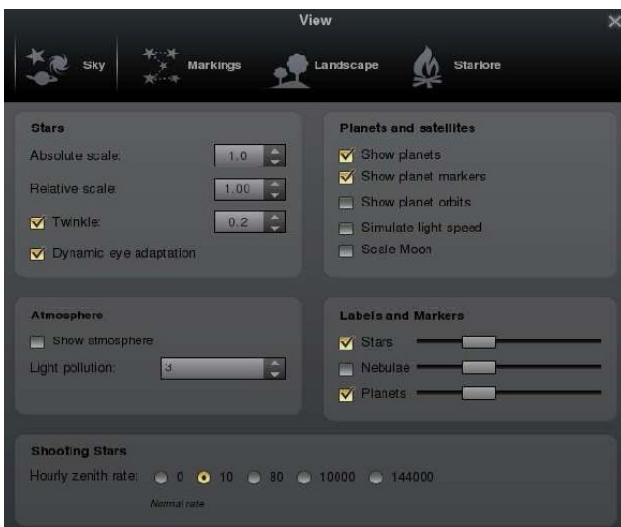 View
Sky
Markings
Landscape
Starlore
Stars
Absolute scale: 1.0
Relative scale: 1.00
Twinkle: 0.2
Dynamic eye adaptation
Planets and satellites
Show planets
Show planet markers
Show planet orbits
Simulate light speed
Scale Moon
Atmosphere
Show atmosphere
Light pollution: 3
Labels and Markers
Stars
Nebulae
Planets
Shooting Stars
Hourly zenith rate: 0 10 80 10000 144000
Normal rate